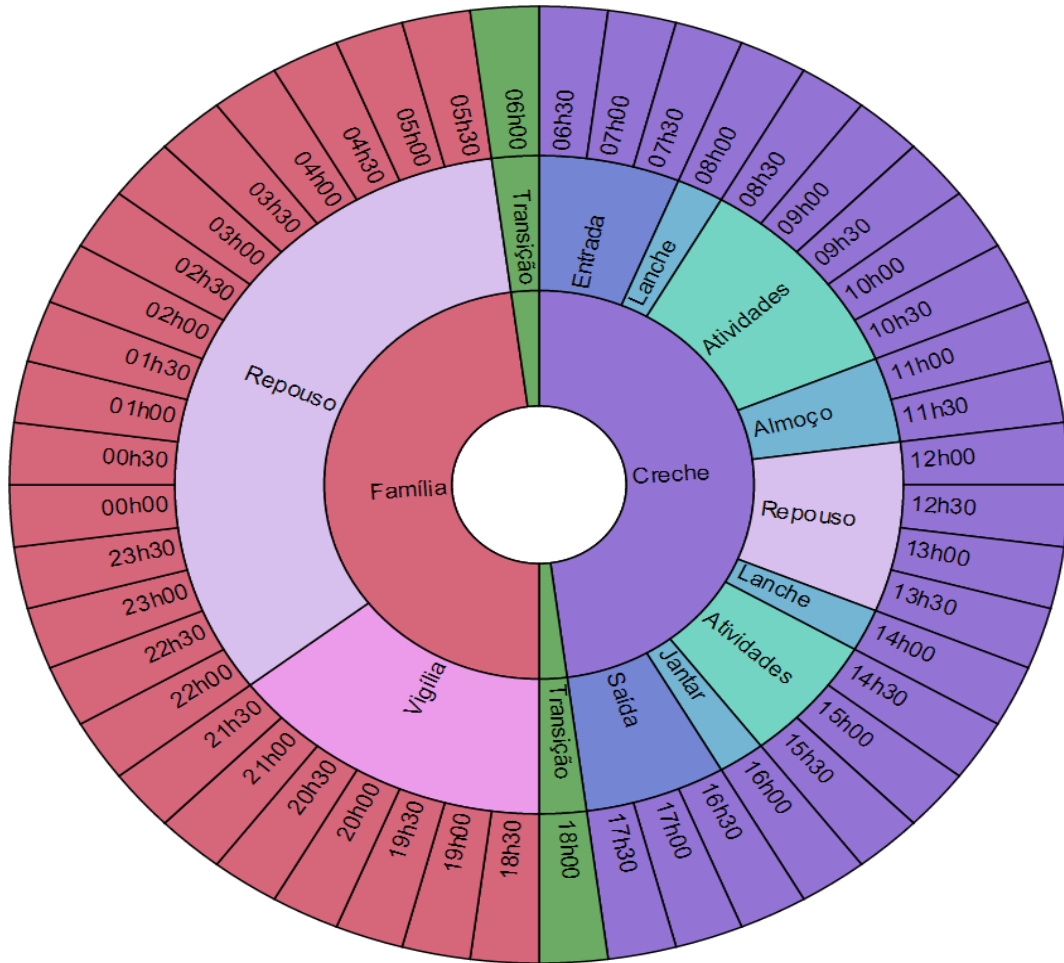 06h00
06h30
07h00
07h30
08h00
08h30
09h00
09h30
10h00
10h30
11h00
11h30
12h00
12h30
13h00
13h30
14h00
14h30
15h00
15h30
16h00
16h30
17h00
17h30
18h00
18h30
19h00
19h30
20h00
20h30
21h00
21h30
22h00
22h30
23h00
23h30
00h00
00h30
01h00
01h30
02h00
02h30
03h00
03h30
04h00
04h30
05h00
05h30
Transição
Entrada
Lanche
Atividades
Almoço
Repouso
Lanche
Atividades
Jantar
Saída
Transição
Vigília
Repouso
Creche
Família